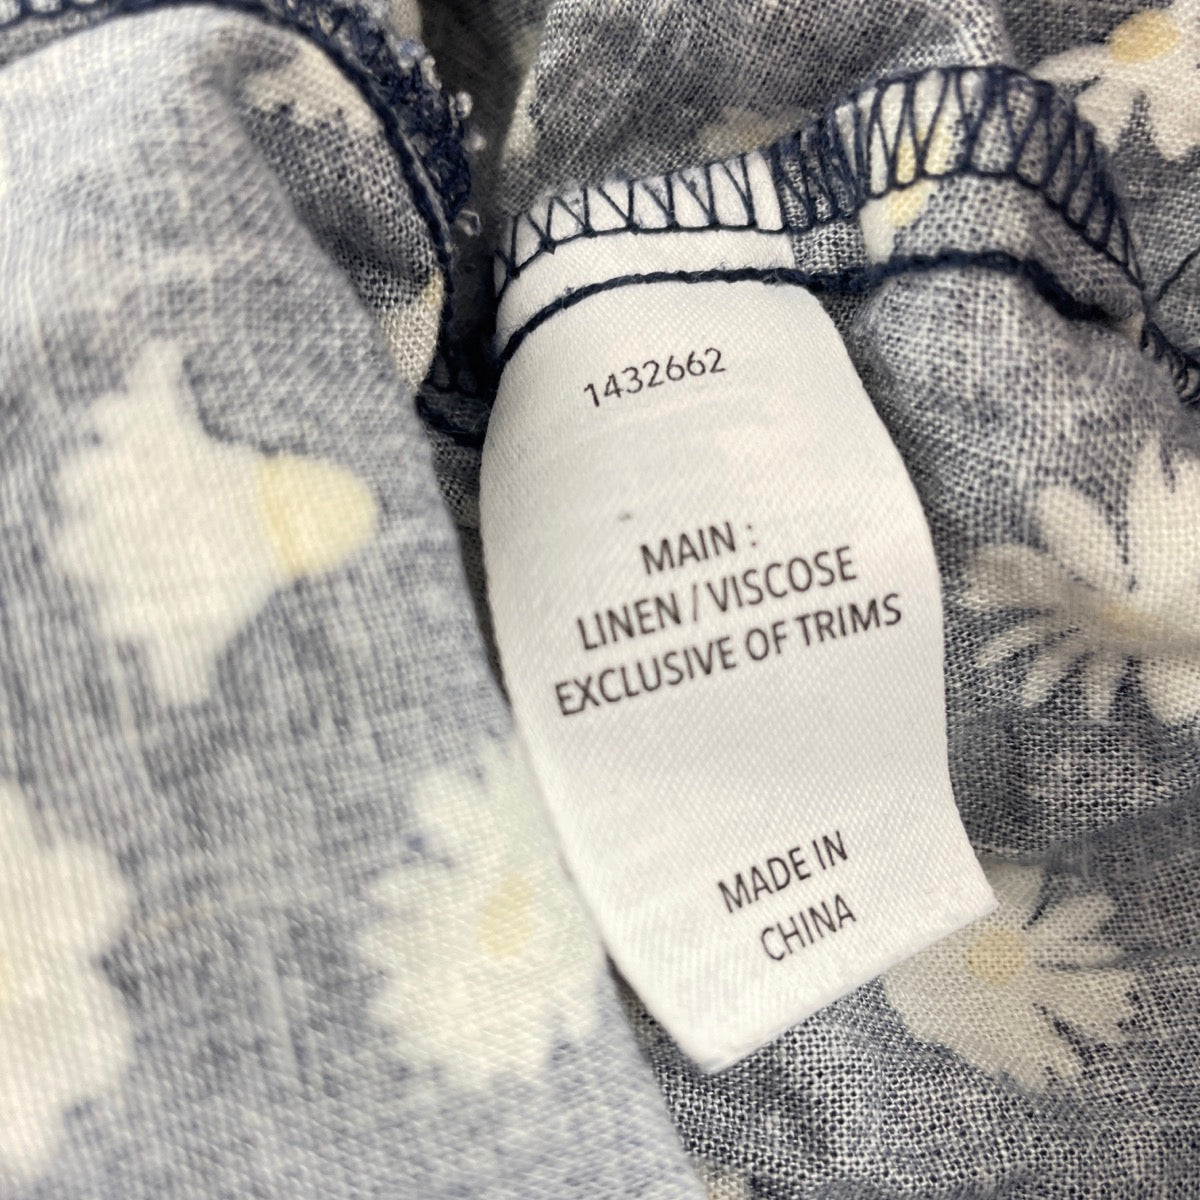 1432662
MAIN :
LINEN / VISCOSE
EXCLUSIVE OF TRIMS
MADE IN
CHINA